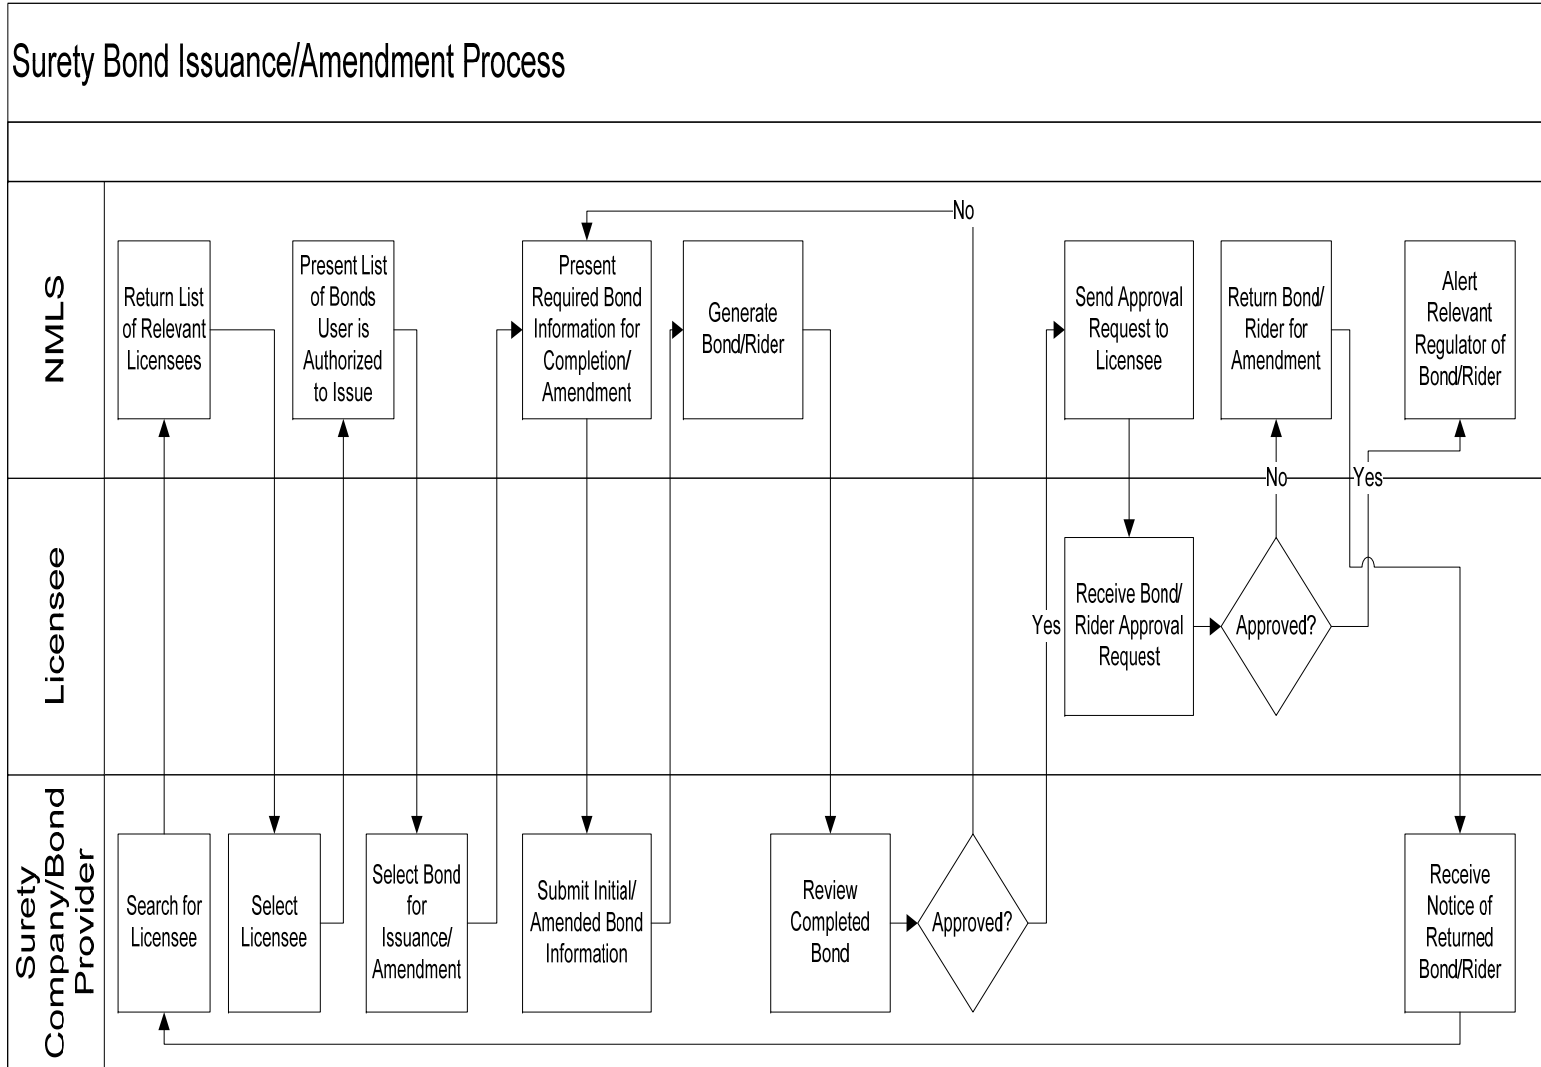 Surety Bond Issuance/Amendment Process
NMLS
Return List
of Relevant
Licensees
Present List
of Bonds
User is
Authorized
to Issue
Present
Required Bond
Information for
Completion/
Amendment
Generate
Bond/Rider
No
Send Approval
Request to
Licensee
Return Bond/
Rider for
Amendment
Alert
Relevant
Regulator of
Bond/Rider
Licensee
Yes
Receive Bond/
Rider Approval
Request
Approved?
No
Yes
Surety
Company/Bond
Provider
Search for
Licensee
Select
Licensee
Select Bond
for
Issuance/
Amendment
Submit Initial/
Amended Bond
Information
Review
Completed
Bond
Approved?
Receive
Notice of
Returned
Bond/Rider